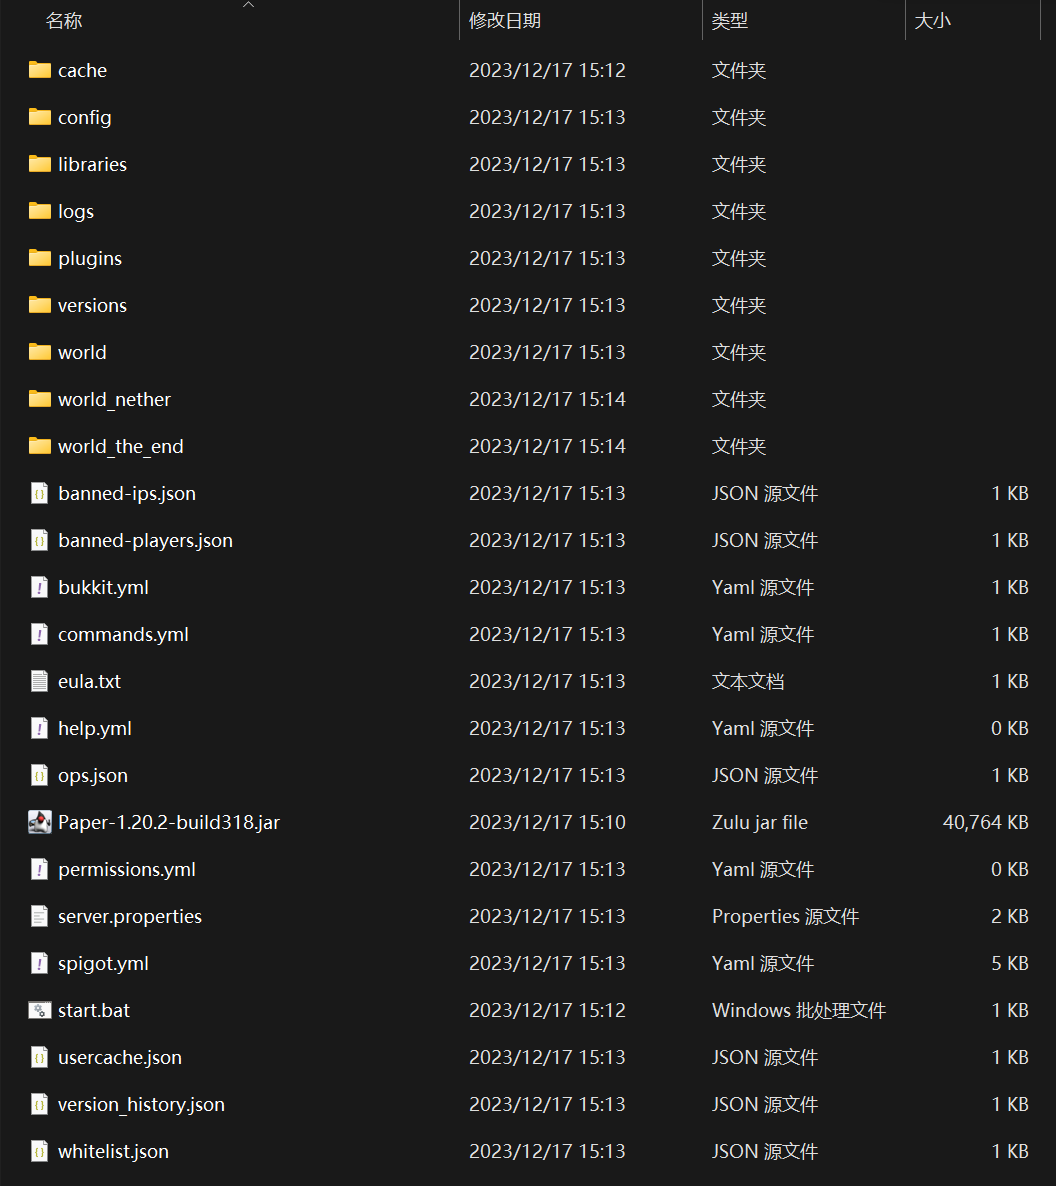 名称 修改日期 类型 大小
cache 2023/12/17 15:12 文件夹
config 2023/12/17 15:13 文件夹
libraries 2023/12/17 15:13 文件夹
logs 2023/12/17 15:13 文件夹
plugins 2023/12/17 15:13 文件夹
versions 2023/12/17 15:13 文件夹
world 2023/12/17 15:13 文件夹
world_nether 2023/12/17 15:14 文件夹
world_the_end 2023/12/17 15:14 文件夹
banned-ips.json 2023/12/17 15:13 JSON 源文件 1 KB
banned-players.json 2023/12/17 15:13 JSON 源文件 1 KB
bukkit.yml 2023/12/17 15:13 Yaml 源文件 1 KB
commands.yml 2023/12/17 15:13 Yaml 源文件 1 KB
eula.txt 2023/12/17 15:13 文本文档 1 KB
help.yml 2023/12/17 15:13 Yaml 源文件 0 KB
ops.json 2023/12/17 15:13 JSON 源文件 1 KB
Paper-1.20.2-build318.jar 2023/12/17 15:10 Zulu jar file 40,764 KB
permissions.yml 2023/12/17 15:13 Yaml 源文件 0 KB
server.properties 2023/12/17 15:13 Properties 源文件 2 KB
spigot.yml 2023/12/17 15:13 Yaml 源文件 5 KB
start.bat 2023/12/17 15:12 Windows 批处理文件 1 KB
usercache.json 2023/12/17 15:13 JSON 源文件 1 KB
version_history.json 2023/12/17 15:13 JSON 源文件 1 KB
whitelist.json 2023/12/17 15:13 JSON 源文件 1 KB